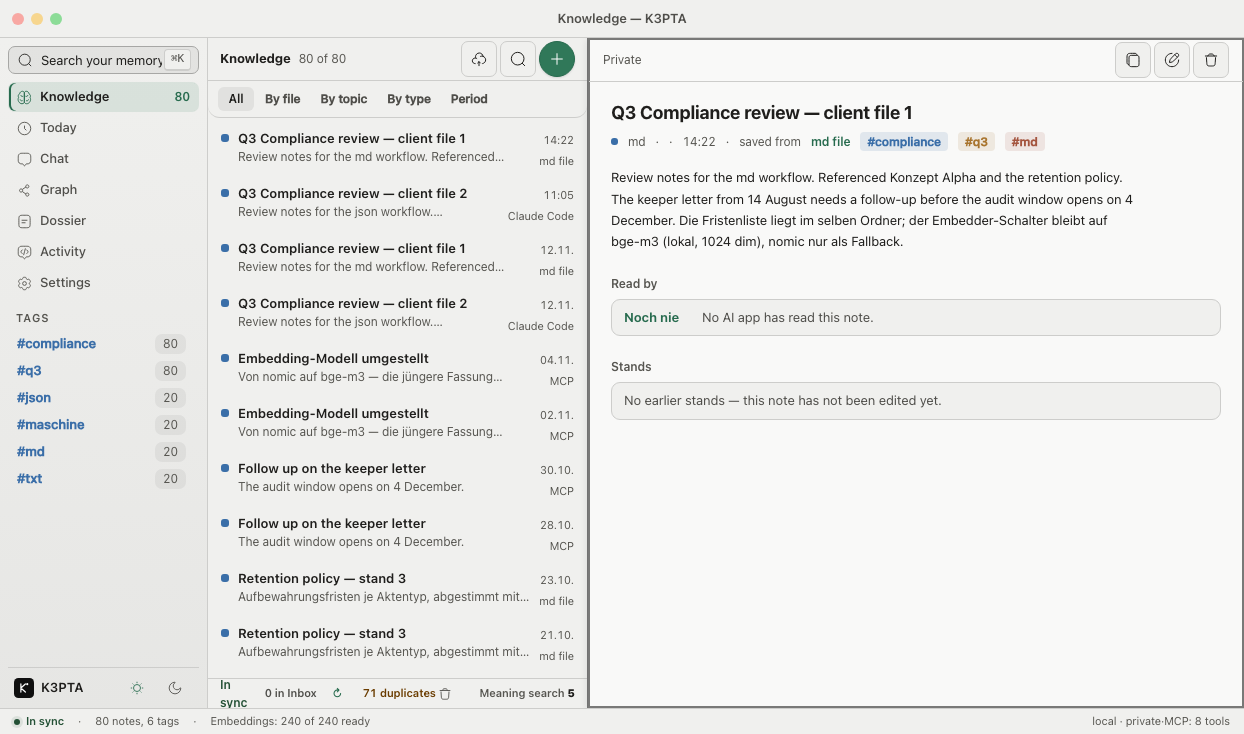 Knowledge — K3PTA
Search your memory ⌘K
Knowledge 80
Today
Chat
Graph
Dossier
Activity
Settings
TAGS
#compliance 80
#q3 80
#json 20
#maschine 20
#md 20
#txt 20
K3PTA
Knowledge 80 of 80
All By file By topic By type Period
Q3 Compliance review — client file 1 14:22
Review notes for the md workflow. Referenced... md file
Q3 Compliance review — client file 2 11:05
Review notes for the json workflow.... Claude Code
Q3 Compliance review — client file 1 12.11.
Review notes for the md workflow. Referenced... md file
Q3 Compliance review — client file 2 12.11.
Review notes for the json workflow.... Claude Code
Embedding-Modell umgestellt 04.11.
Von nomic auf bge-m3 — die jüngere Fassung... MCP
Embedding-Modell umgestellt 02.11.
Von nomic auf bge-m3 — die jüngere Fassung... MCP
Follow up on the keeper letter 30.10.
The audit window opens on 4 December. MCP
Follow up on the keeper letter 28.10.
The audit window opens on 4 December. MCP
Retention policy — stand 3 23.10.
Aufbewahrungsfristen je Aktentyp, abgestimmt mit... md file
Retention policy — stand 3 21.10.
Aufbewahrungsfristen je Aktentyp, abgestimmt mit... md file
In sync 0 in Inbox 71 duplicates Meaning search 5
Private
Q3 Compliance review — client file 1
md · · 14:22 · saved from md file #compliance #q3 #md
Review notes for the md workflow. Referenced Konzept Alpha and the retention policy.
The keeper letter from 14 August needs a follow-up before the audit window opens on 4
December. Die Fristenliste liegt im selben Ordner; der Embedder-Schalter bleibt auf
bge-m3 (lokal, 1024 dim), nomic nur als Fallback.
Read by
Noch nie No AI app has read this note.
Stands
No earlier stands — this note has not been edited yet.
In sync · 80 notes, 6 tags · Embeddings: 240 of 240 ready
local · private·MCP: 8 tools